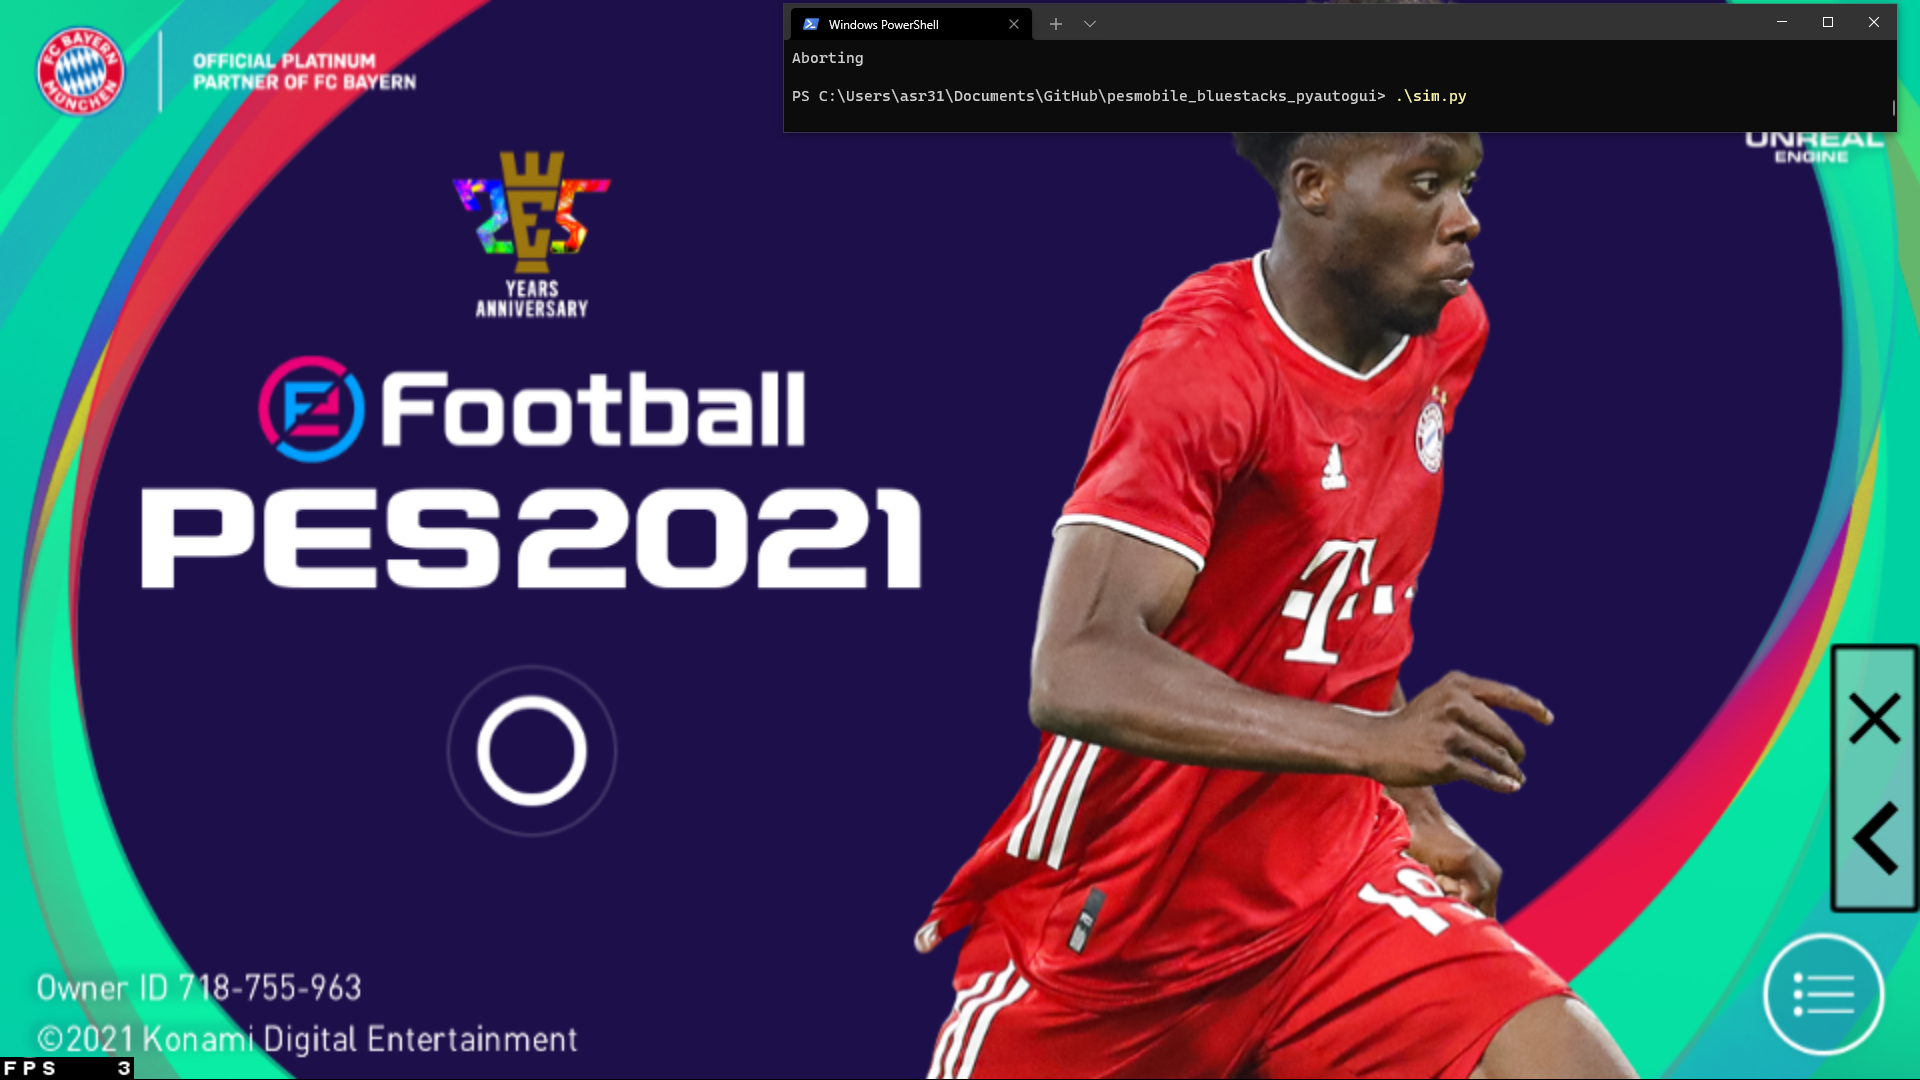 FC BAYERN
MÜNCHEN
OFFICIAL PLATINUM
PARTNER OF FC BAYERN
Windows PowerShell
Aborting
PS C:\Users\asr31\Documents\GitHub\pesmobile_bluestacks_pyautogui> .\sim.py
UNREAL
ENGINE
25
YEARS
ANNIVERSARY
eFootball
PES2021
T
19
Owner ID 718-755-963
©2021 Konami Digital Entertainment
FPS 3